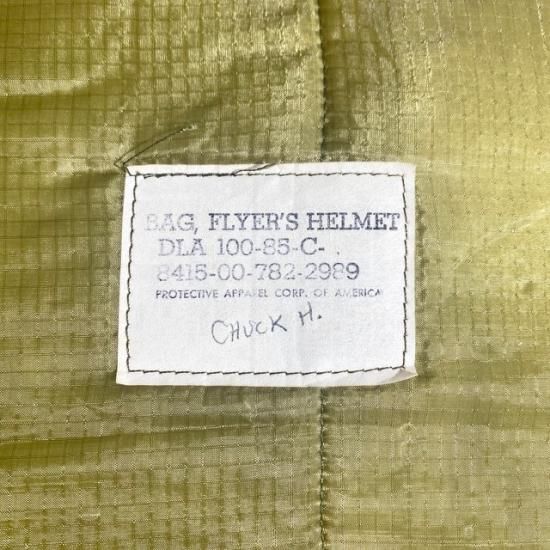 BAG, FLYER'S HELMET
DLA 100-85-C- .
8415-00-782-2989
PROTECTIVE APPAREL CORP. OF AMERICA
CHUCK H.